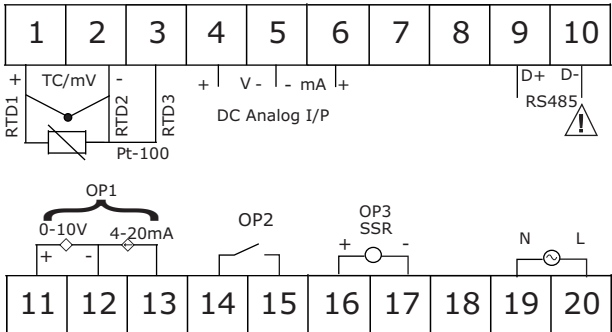 1 2 3 4 5 6 7 8 9 10
+ TC/mV - + V - - mA + D+ D-
RTD1 RTD2 RTD3 DC Analog I/P RS485
Pt-100
OP1
0-10V 4-20mA OP2 OP3 N L
SSR
+ - + -
11 12 13 14 15 16 17 18 19 20